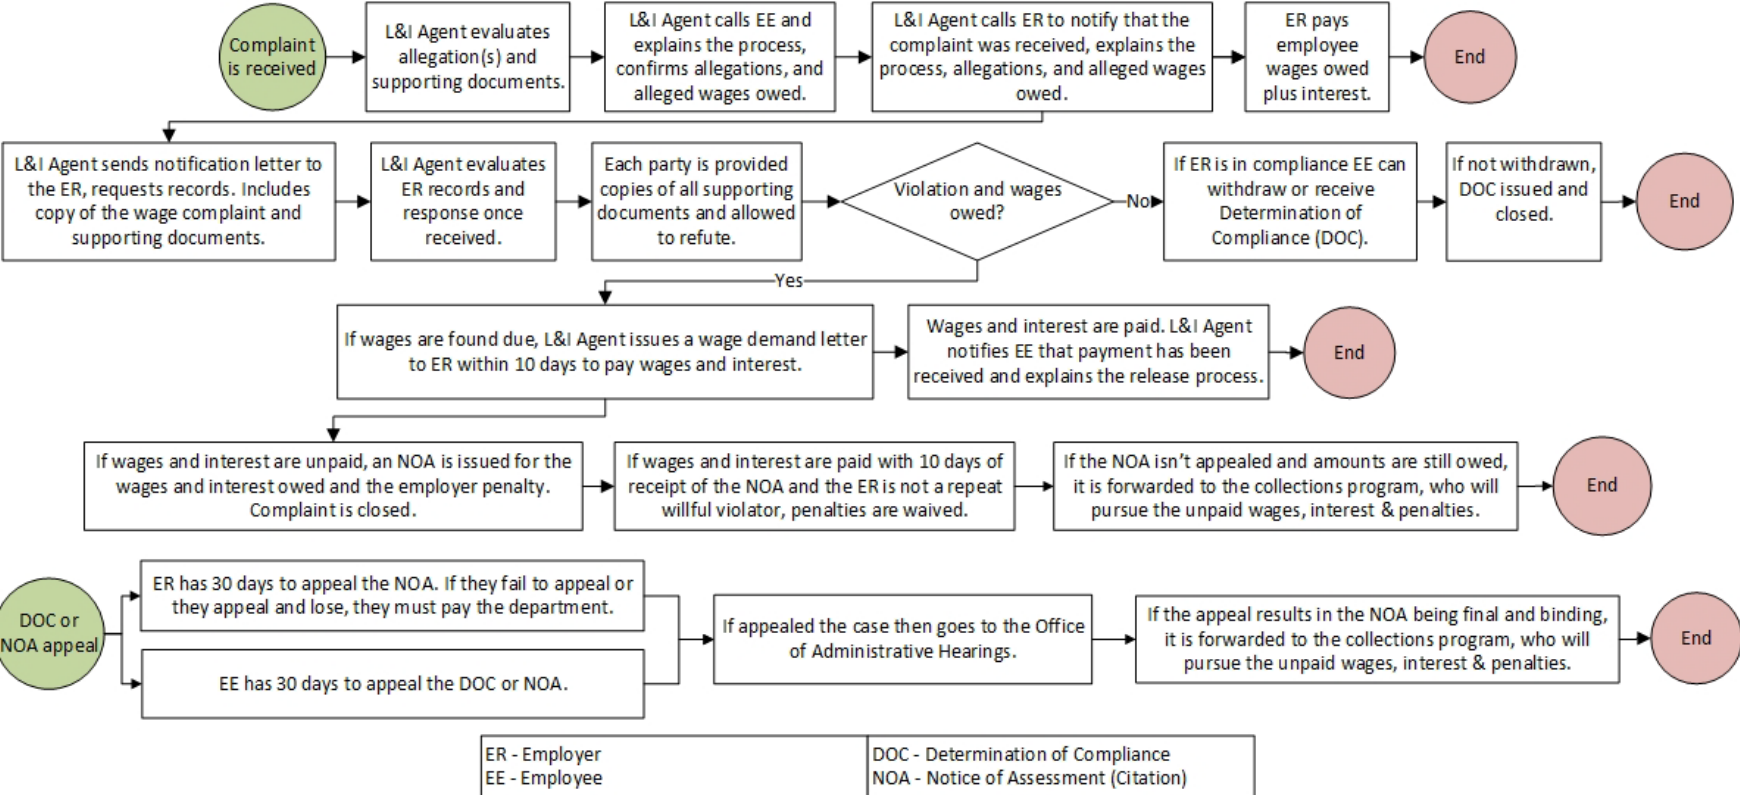 Complaint
is received
L&I Agent evaluates
allegation(s) and
supporting documents.
L&I Agent calls EE and
explains the process,
confirms allegations, and
alleged wages owed.
L&I Agent calls ER to notify that the
complaint was received, explains the
process, allegations, and alleged wages
owed.
ER pays
employee
wages owed
plus interest.
End
L&I Agent sends notification letter to
the ER, requests records. Includes
copy of the wage complaint and
supporting documents.
L&I Agent evaluates
ER records and
response once
received.
Each party is provided
copies of all supporting
documents and allowed
to refute.
Violation and wages
owed?
No
If ER is in compliance EE can
withdraw or receive
Determination of
Compliance (DOC).
If not withdrawn,
DOC issued and
closed.
End
Yes
If wages are found due, L&I Agent issues a wage demand letter
to ER within 10 days to pay wages and interest.
Wages and interest are paid. L&I Agent
notifies EE that payment has been
received and explains the release process.
End
If wages and interest are unpaid, an NOA is issued for the
wages and interest owed and the employer penalty.
Complaint is closed.
If wages and interest are paid with 10 days of
receipt of the NOA and the ER is not a repeat
willful violator, penalties are waived.
If the NOA isn't appealed and amounts are still owed,
it is forwarded to the collections program, who will
pursue the unpaid wages, interest & penalties.
End
DOC or
NOA appeal
ER has 30 days to appeal the NOA. If they fail to appeal or
they appeal and lose, they must pay the department.
EE has 30 days to appeal the DOC or NOA.
If appealed the case then goes to the Office
of Administrative Hearings.
If the appeal results in the NOA being final and binding,
it is forwarded to the collections program, who will
pursue the unpaid wages, interest & penalties.
End
ER - Employer
EE - Employee
DOC - Determination of Compliance
NOA - Notice of Assessment (Citation)